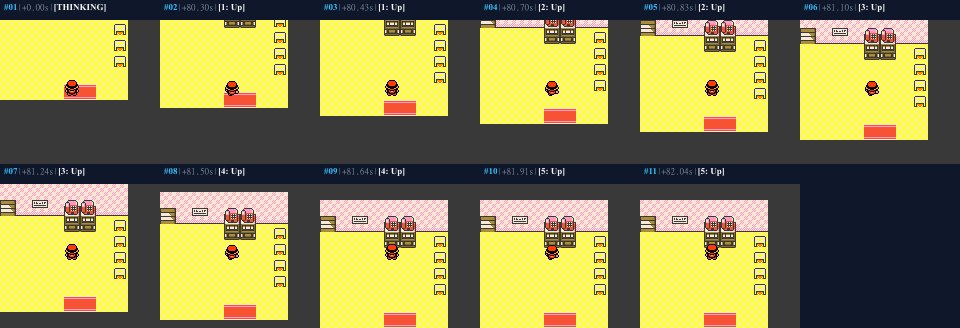 #01 | +0.00s | [THINKING]
#02 | +80.30s | [1: Up]
#03 | +80.43s | [1: Up]
#04 | +80.70s | [2: Up]
#05 | +80.83s | [2: Up]
#06 | +81.10s | [3: Up]
#07 | +81.24s | [3: Up]
#08 | +81.50s | [4: Up]
#09 | +81.64s | [4: Up]
#10 | +81.91s | [5: Up]
#11 | +82.04s | [5: Up]